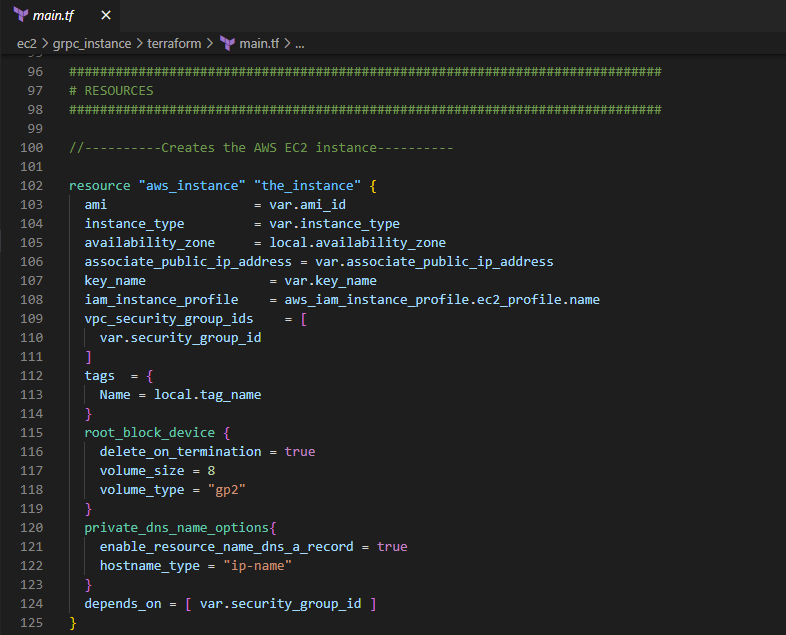 main.tf ×
ec2 > grpc_instance > terraform > main.tf > ...
95
96 #############################################################################
97 # RESOURCES
98 #############################################################################
99
100 //----------Creates the AWS EC2 instance----------
101
102 resource "aws_instance" "the_instance" {
103   ami                   = var.ami_id
104   instance_type         = var.instance_type
105   availability_zone     = local.availability_zone
106   associate_public_ip_address = var.associate_public_ip_address
107   key_name                = var.key_name
108   iam_instance_profile    = aws_iam_instance_profile.ec2_profile.name
109   vpc_security_group_ids    = [
110     var.security_group_id
111   ]
112   tags  = {
113     Name = local.tag_name
114   }
115   root_block_device {
116     delete_on_termination = true
117     volume_size = 8
118     volume_type = "gp2"
119   }
120   private_dns_name_options{
121     enable_resource_name_dns_a_record = true
122     hostname_type = "ip-name"
123   }
124   depends_on = [ var.security_group_id ]
125 }